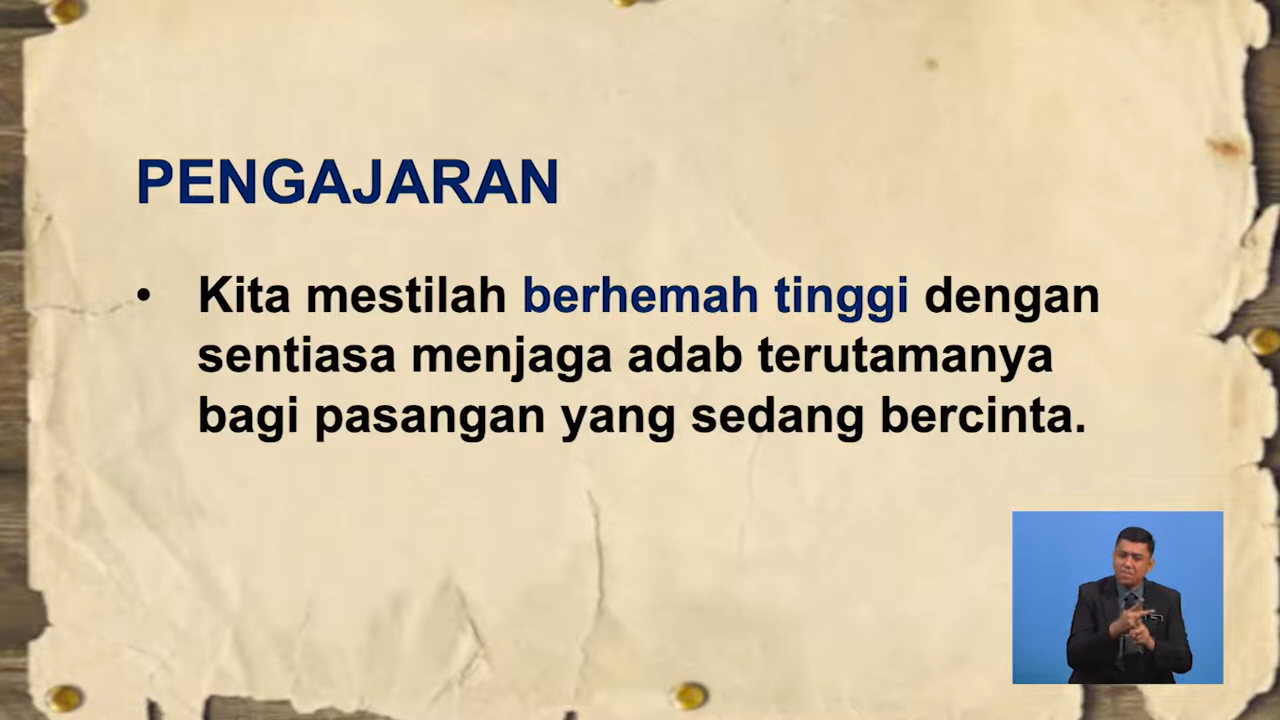 PENGAJARAN
• Kita mestilah berhemah tinggi dengan
sentiasa menjaga adab terutamanya
bagi pasangan yang sedang bercinta.